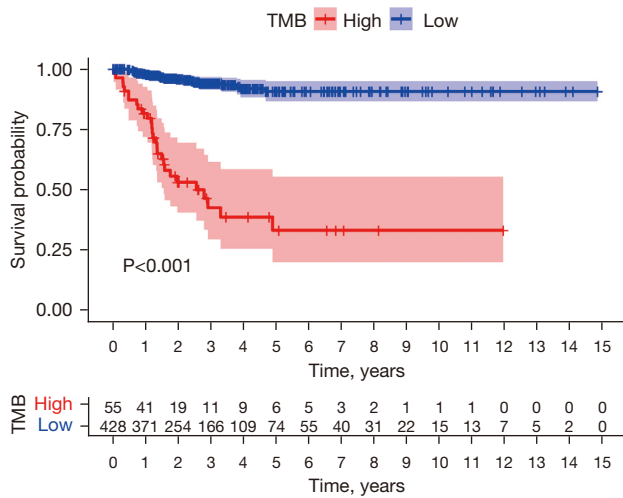 TMB High Low
1.00
0.75
0.50
0.25
0.00
Survival probability
P<0.001
0 1 2 3 4 5 6 7 8 9 10 11 12 13 14 15
Time, years
TMB
High 55 41 19 11 9 6 5 3 2 1 1 1 0 0 0 0
Low 428 371 254 166 109 74 55 40 31 22 15 13 7 5 2 0
0 1 2 3 4 5 6 7 8 9 10 11 12 13 14 15
Time, years